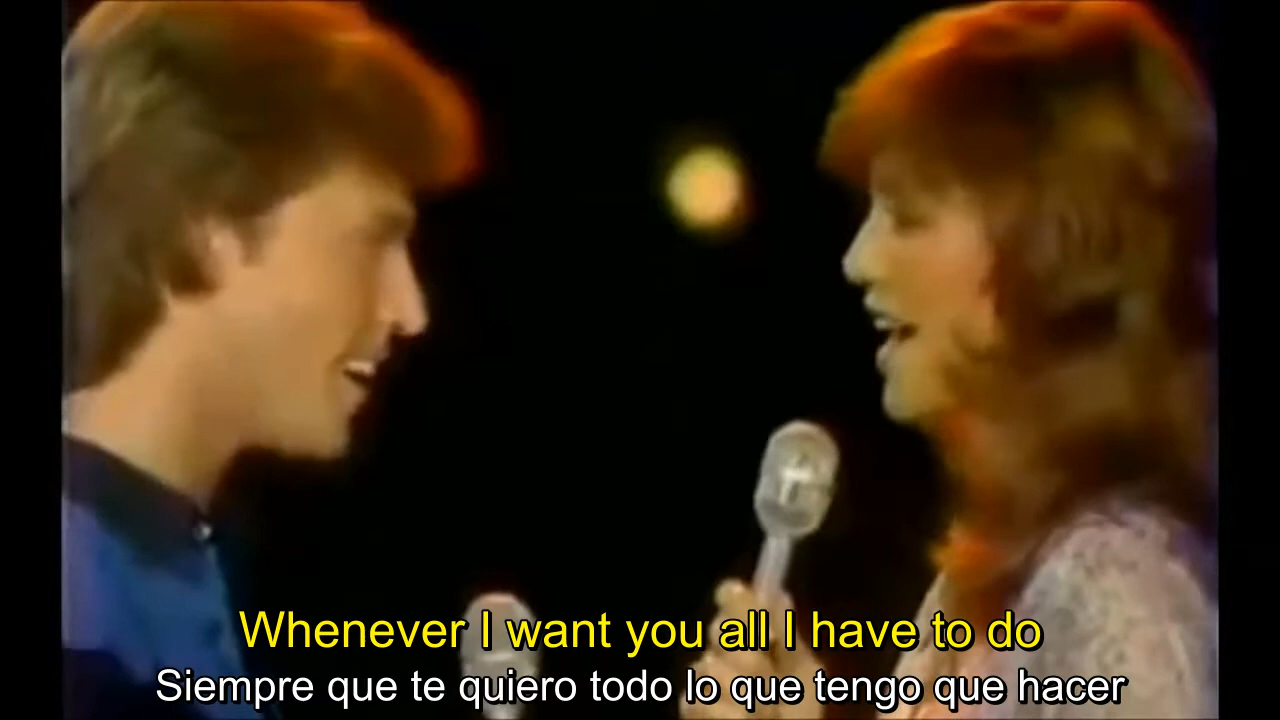 Whenever I want you all I have to do
Siempre que te quiero todo lo que tengo que hacer